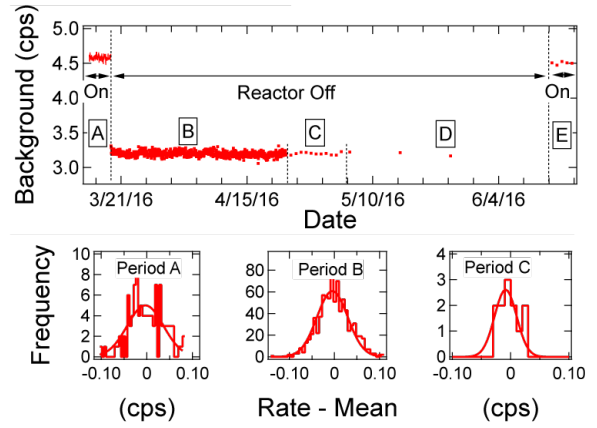 5.0
4.5
4.0
3.5
3.0
Background (cps)
On
Reactor Off
On
A
B
C
D
E
3/21/16
4/15/16
5/10/16
6/4/16
Date
Frequency
10
8
6
4
2
0
Period A
-0.10
0
0.10
(cps)
80
60
40
20
0
Period B
-0.10
0
0.10
Rate - Mean
4
3
2
1
0
Period C
-0.10
0
0.10
(cps)